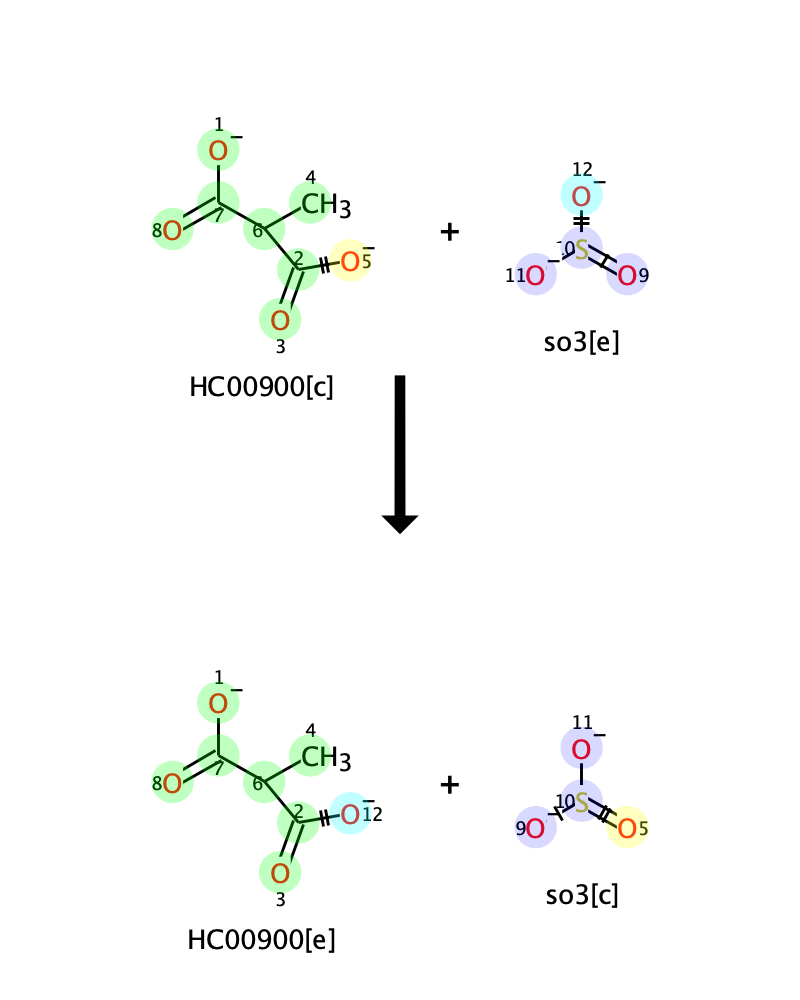 1
O−
4
CH3
8O
7
6
2
O5−
O
3
HC00900[c]
+
12
O−
10
S
11O−
O9
so3[e]
1
O−
4
CH3
8O
7
6
2
O12−
O
3
HC00900[e]
+
11
O−
10
S
9O−
O5
so3[c]